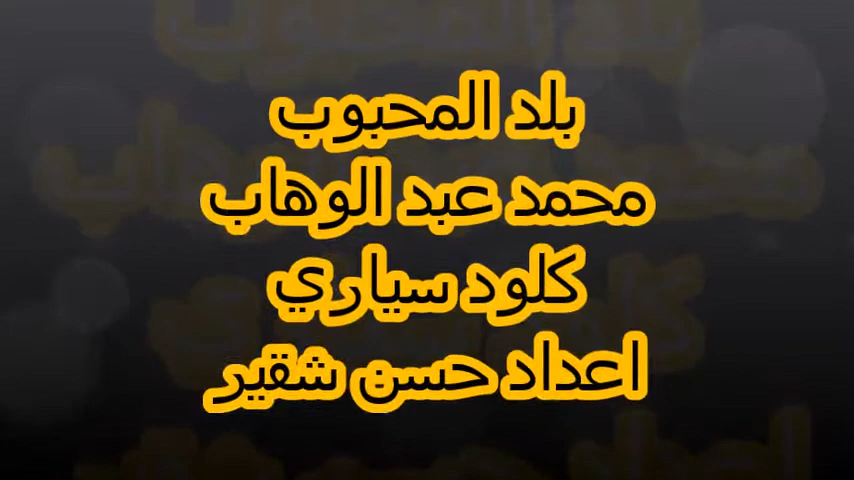 بلد المحبوب
محمد عبد الوهاب
كلود سياري
اعداد حسن شقير